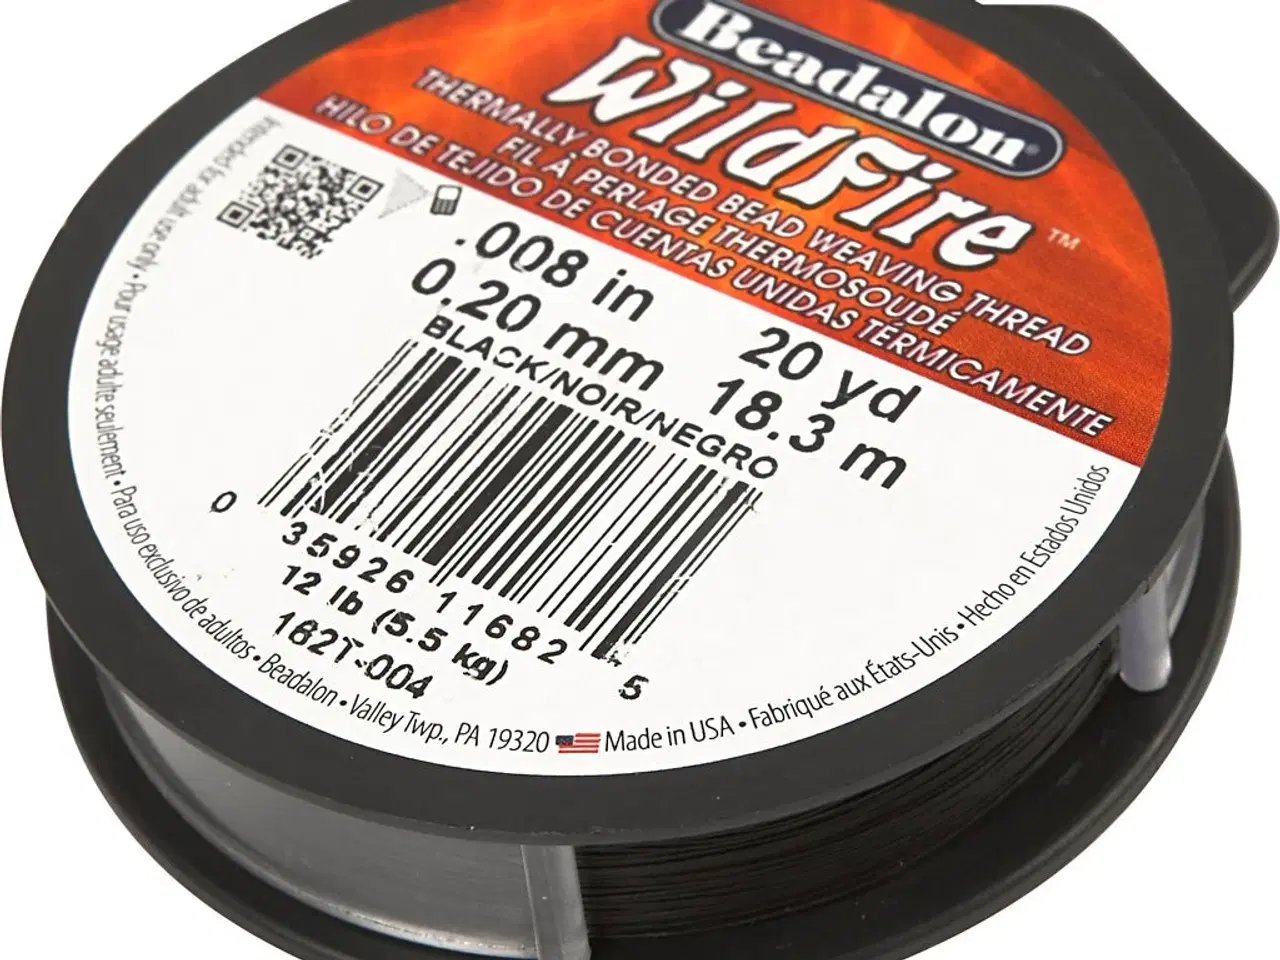 Beadalon®
WildFire™
THERMALLY BONDED BEAD WEAVING THREAD
FIL À PERLAGE THERMOSOUDÉ
HILO DE TEJIDO DE CUENTAS UNIDAS TÉRMICAMENTE
.008 in 20 yd
0.20 mm 18.3 m
BLACK/NOIR/NEGRO
0 35926 11682 5
12 lb (5.5 kg)
162T-004
Intended for adult use only • Pour usage adulte seulement • Para uso exclusivo de adultos • Beadalon • Valley Twp., PA 19320 Made in USA • Fabriqué aux États-Unis • Hecho en Estados Unidos